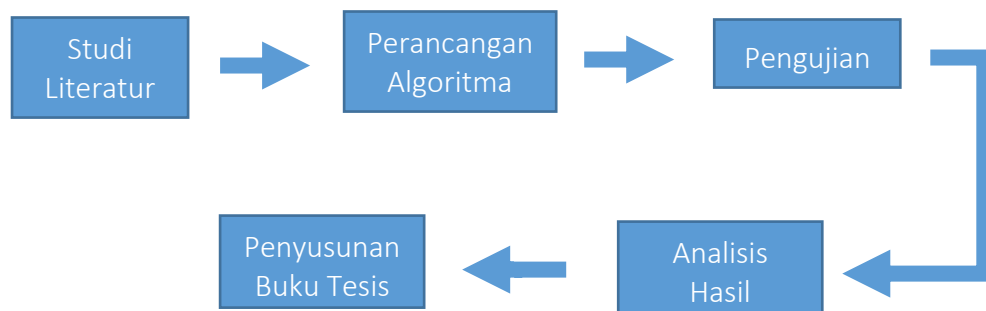 Studi
Literatur
Perancangan
Algoritma
Pengujian
Penyusunan
Buku Tesis
Analisis
Hasil